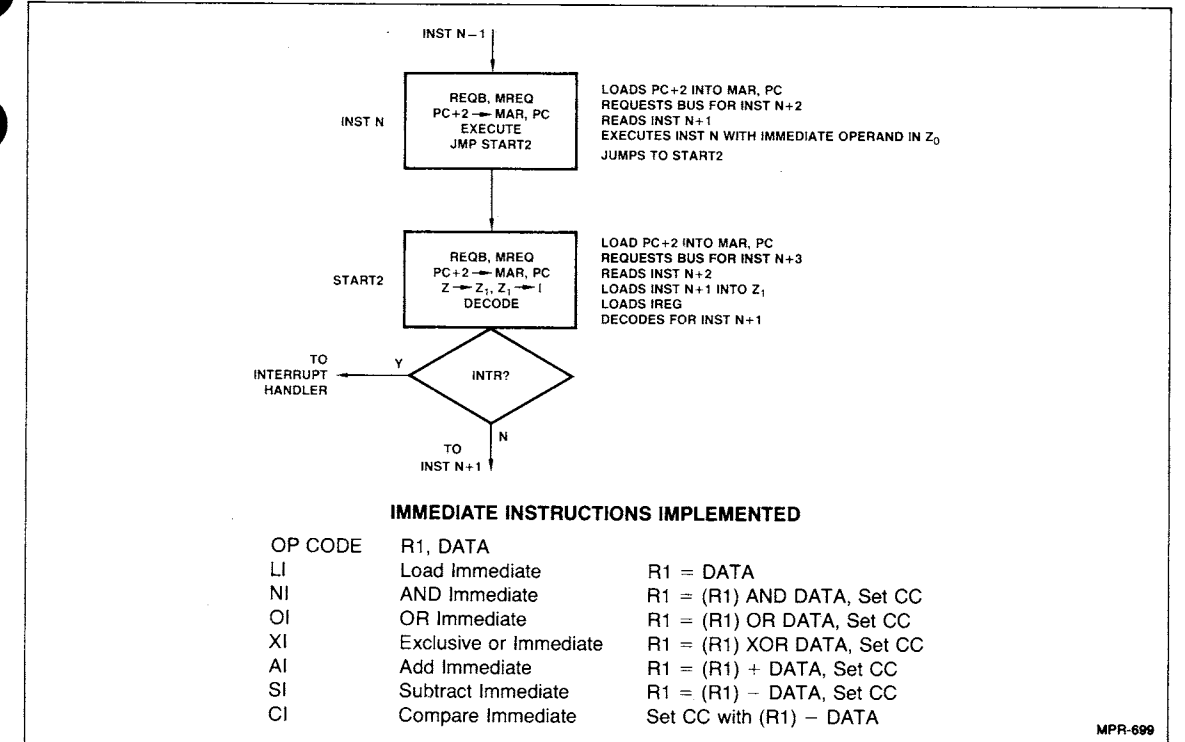 INST N–1
INST N
REQB, MREQ
PC+2 → MAR, PC
EXECUTE
JMP START2
LOADS PC+2 INTO MAR, PC
REQUESTS BUS FOR INST N+2
READS INST N+1
EXECUTES INST N WITH IMMEDIATE OPERAND IN Z0
JUMPS TO START2
START2
REQB, MREQ
PC+2 → MAR, PC
Z → Z1, Z1 → I
DECODE
LOAD PC+2 INTO MAR, PC
REQUESTS BUS FOR INST N+3
READS INST N+2
LOADS INST N+1 INTO Z1
LOADS IREG
DECODES FOR INST N+1
TO
INTERRUPT
HANDLER
Y
INTR?
N
TO
INST N+1
IMMEDIATE INSTRUCTIONS IMPLEMENTED
OP CODE R1, DATA
LI Load Immediate R1 = DATA
NI AND Immediate R1 = (R1) AND DATA, Set CC
OI OR Immediate R1 = (R1) OR DATA, Set CC
XI Exclusive or Immediate R1 = (R1) XOR DATA, Set CC
AI Add Immediate R1 = (R1) + DATA, Set CC
SI Subtract Immediate R1 = (R1) – DATA, Set CC
CI Compare Immediate Set CC with (R1) – DATA
MPR-699